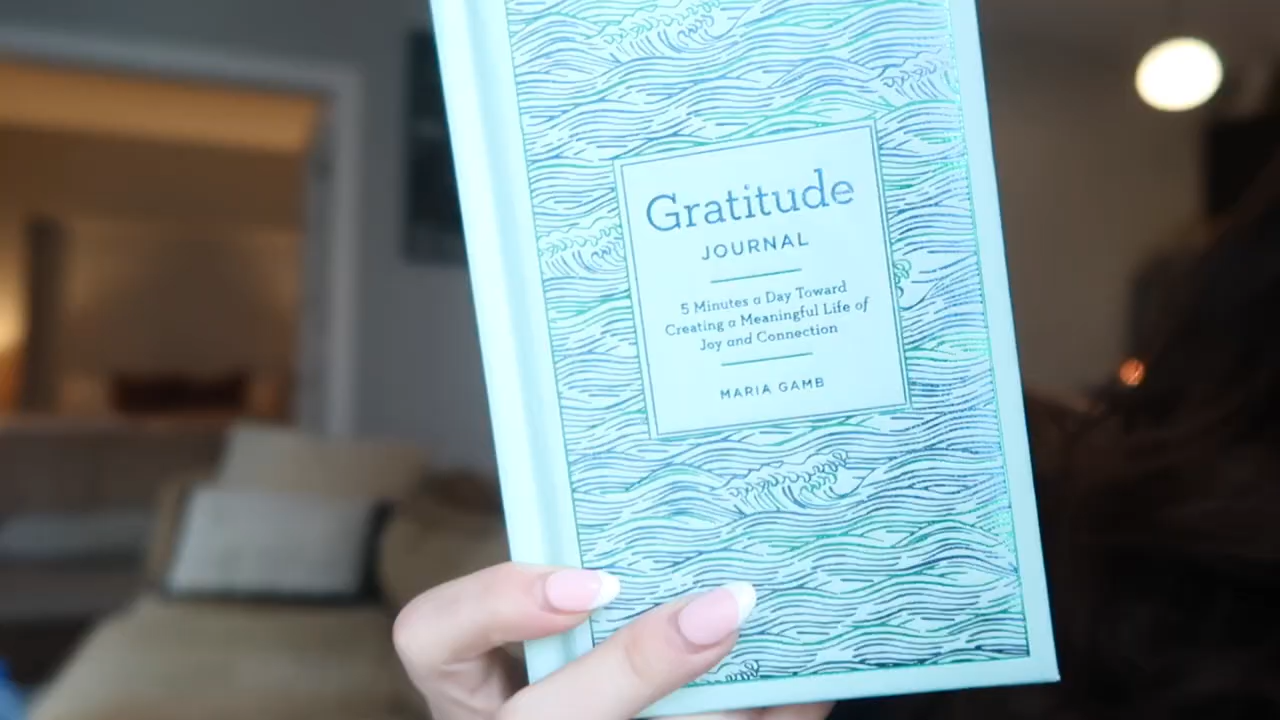 Gratitude
JOURNAL
5 Minutes a Day Toward
Creating a Meaningful Life of
Joy and Connection
MARIA GAMB